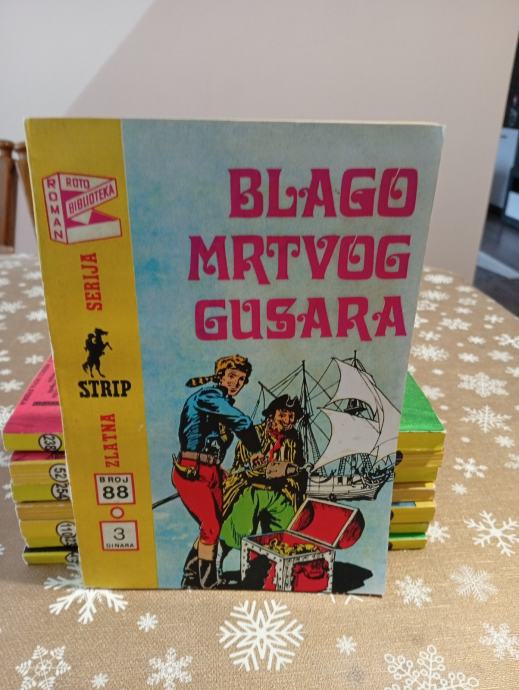 ROMAN
ROTO
BIBLIOTEKA
BLAGO
MRTVOG
GUSARA
SERIJA
STRIP
ZLATNA
BROJ
88
3
DINARA